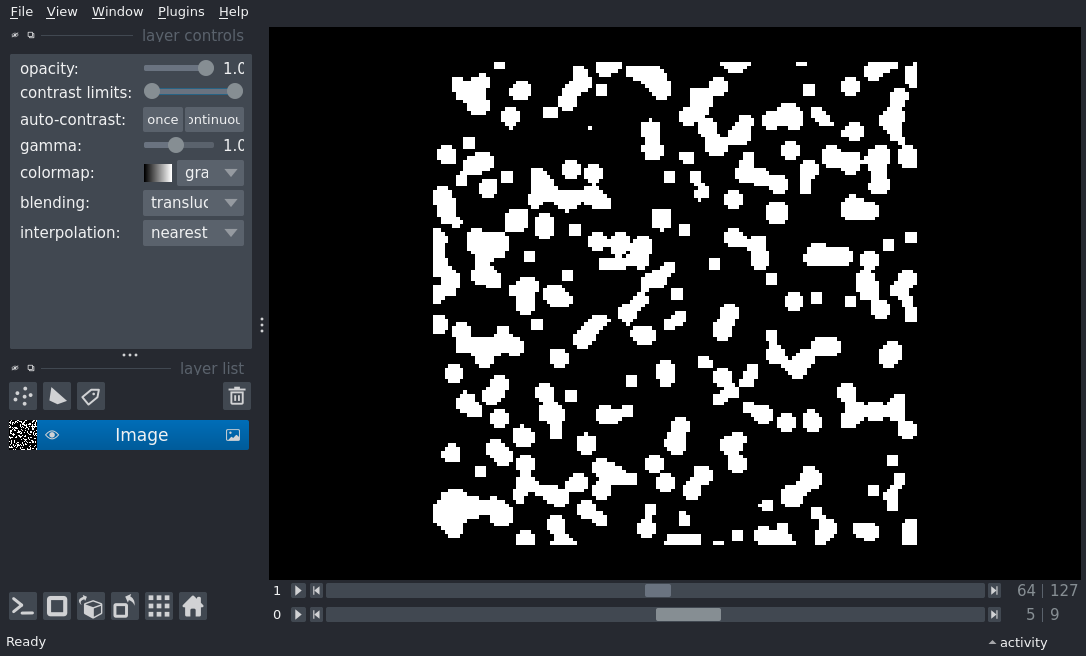 File View Window Plugins Help
layer controls
opacity: 1.0
contrast limits:
auto-contrast: once ontinuou
gamma: 1.0
colormap: gra
blending: transluc
interpolation: nearest
layer list
Image
1 64 | 127
0 5 | 9
Ready activity